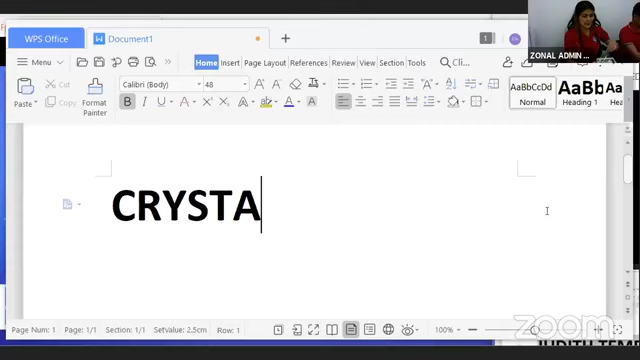 WPS Office
Document1
1
ZONAL ADMIN ...
Menu
Home Insert Page Layout References Review View Section Tools
Cli...
Paste
Cut
Copy
Format
Painter
Calibri (Body)
48
AaBbCcDd
Normal
AaBb
Heading 1
CRYSTA
Page Num: 1 Page: 1/1 Section: 1/1 Setvalue: 2.5cm Row: 1
100%
zoom